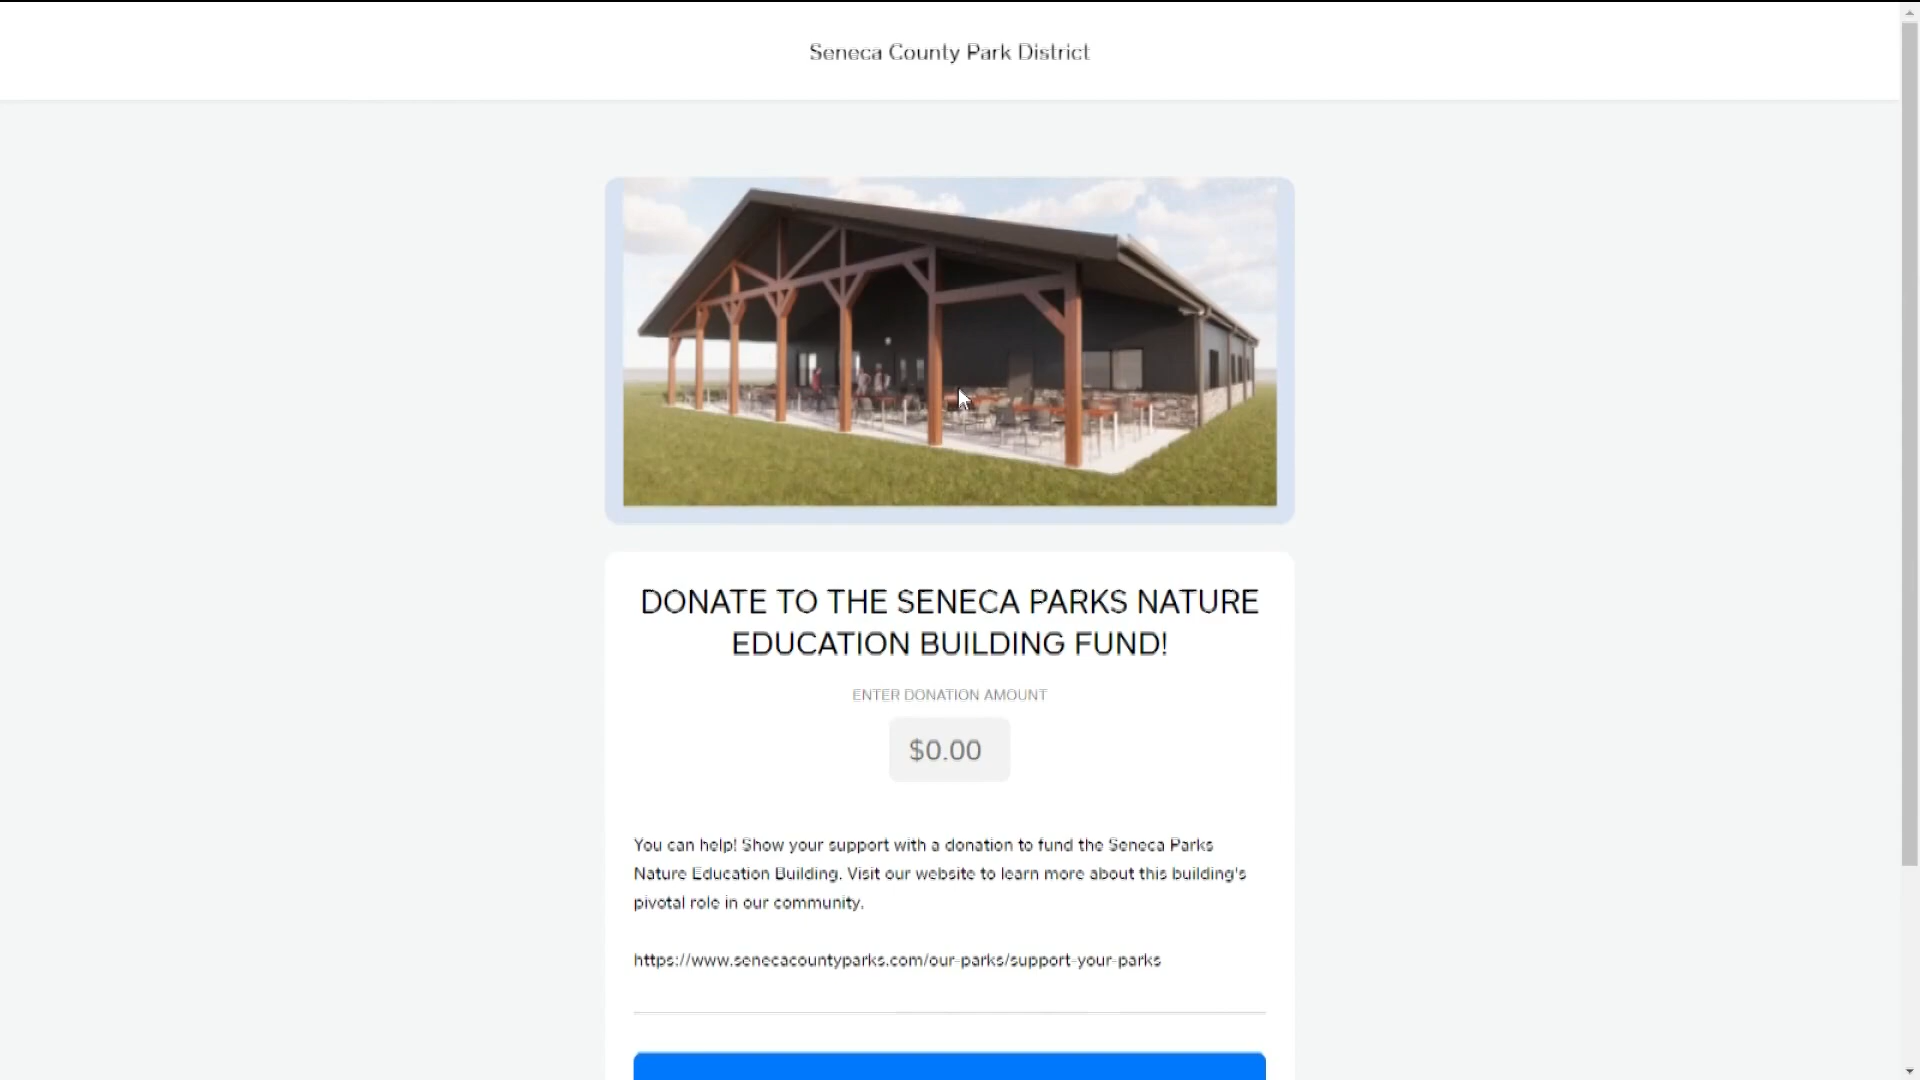 Seneca County Park District
DONATE TO THE SENECA PARKS NATURE
EDUCATION BUILDING FUND!
ENTER DONATION AMOUNT
$0.00
You can help! Show your support with a donation to fund the Seneca Parks
Nature Education Building. Visit our website to learn more about this building's
pivotal role in our community.
https://www.senecacountyparks.com/our-parks/support-your-parks